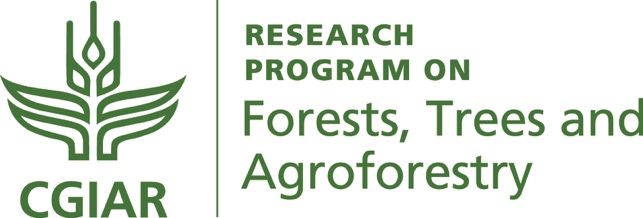 CGIAR
RESEARCH
PROGRAM ON
Forests, Trees and
Agroforestry